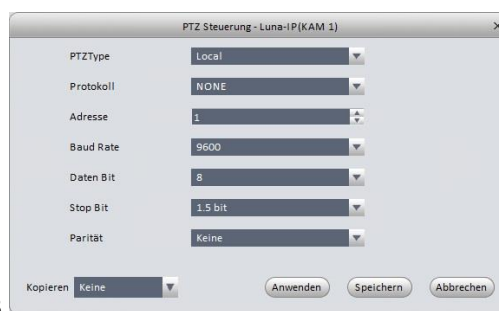 PTZ Steuerung - Luna-IP(KAM 1)
PTZType Local
Protokoll NONE
Adresse 1
Baud Rate 9600
Daten Bit 8
Stop Bit 1.5 bit
Parität Keine
Kopieren Keine Anwenden Speichern Abbrechen